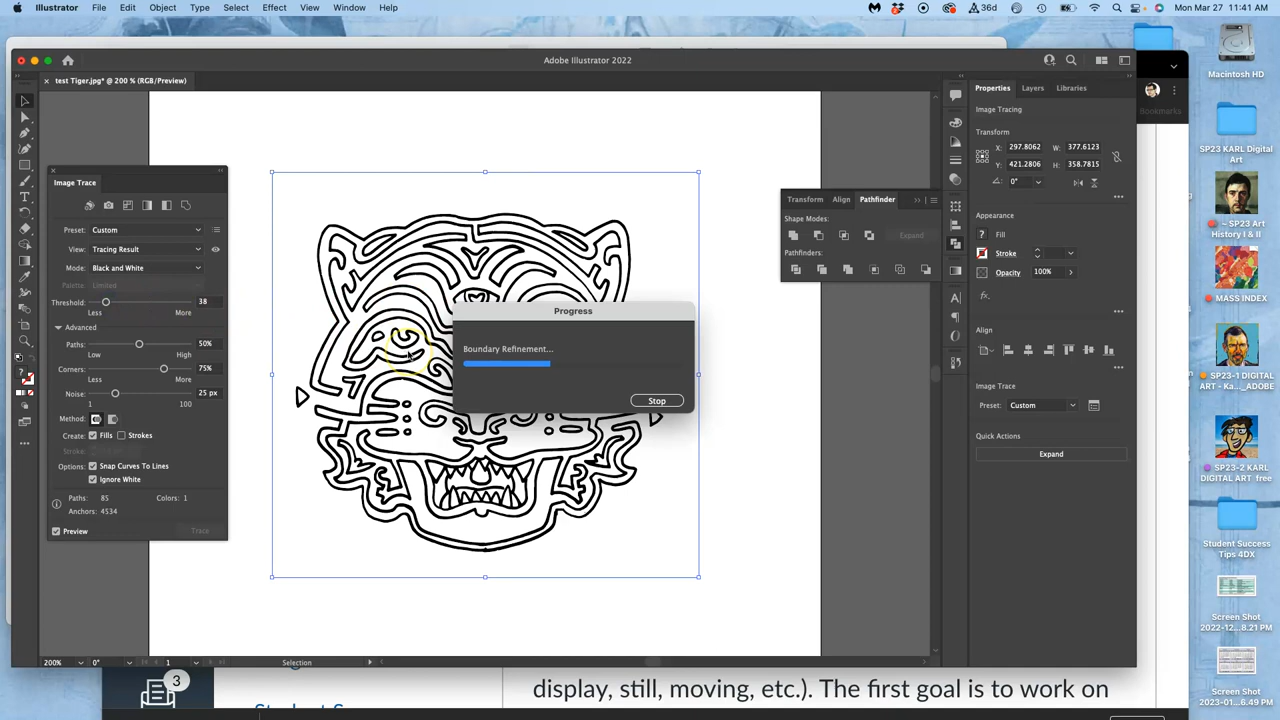 Illustrator File Edit Object Type Select Effect View Window Help
36d
Mon Mar 27 11:41 AM
Adobe Illustrator 2022
× test Tiger.jpg* @ 200 % (RGB/Preview)
Image Trace
Preset: Custom
View: Tracing Result
Mode: Black and White
Palette: Limited
Threshold: 38
Less More
Advanced
Paths: 50%
Low High
Corners: 75%
Less More
Noise: 25 px
1 100
Method:
Create: Fills Strokes
Stroke:
Options: Snap Curves To Lines
Ignore White
Paths: 85 Colors: 1
Anchors: 4534
Preview Trace
Progress
Boundary Refinement...
Stop
Transform Align Pathfinder
Shape Modes:
Expand
Pathfinders:
Properties Layers Libraries
Image Tracing
Transform
X: 297.8062 W: 377.6123
Y: 421.2806 H: 358.7815
0°
Appearance
Fill
Stroke
Opacity 100%
fx.
Align
Image Trace
Preset: Custom
Quick Actions
Expand
200% 0° 1 Selection
Bookmarks
Macintosh HD
SP23 KARL Digital
Art
~ SP23 Art
History I & II
MASS INDEX
SP23-1 DIGITAL
ART - Ka..._ADOBE
SP23-2 KARL
DIGITAL ART free
Student Success
Tips 4DX
Screen Shot
2022-12...8.21 PM
Screen Shot
2023-01...6.49 PM
3
display, still, moving, etc.). The first goal is to work on